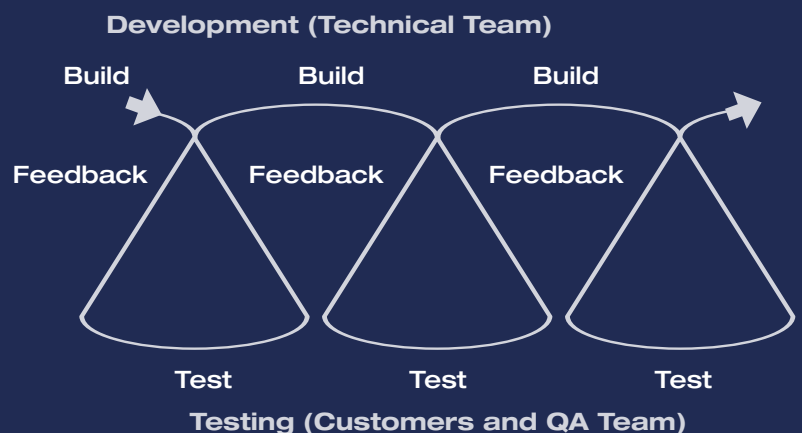 Development (Technical Team)
Build Build Build
Feedback Feedback Feedback
Test Test Test
Testing (Customers and QA Team)